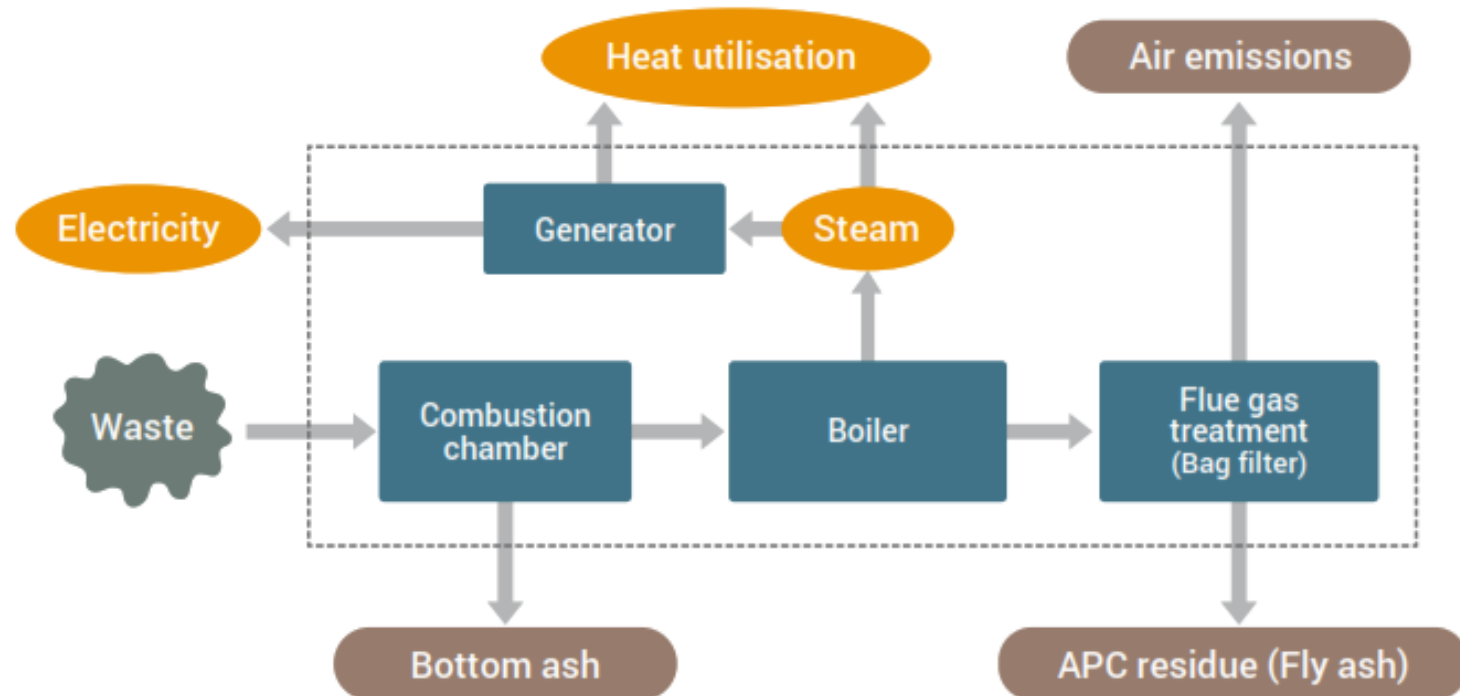 Heat utilisation
Air emissions
Electricity
Generator
Steam
Waste
Combustion
chamber
Boiler
Flue gas
treatment
(Bag filter)
Bottom ash
APC residue (Fly ash)